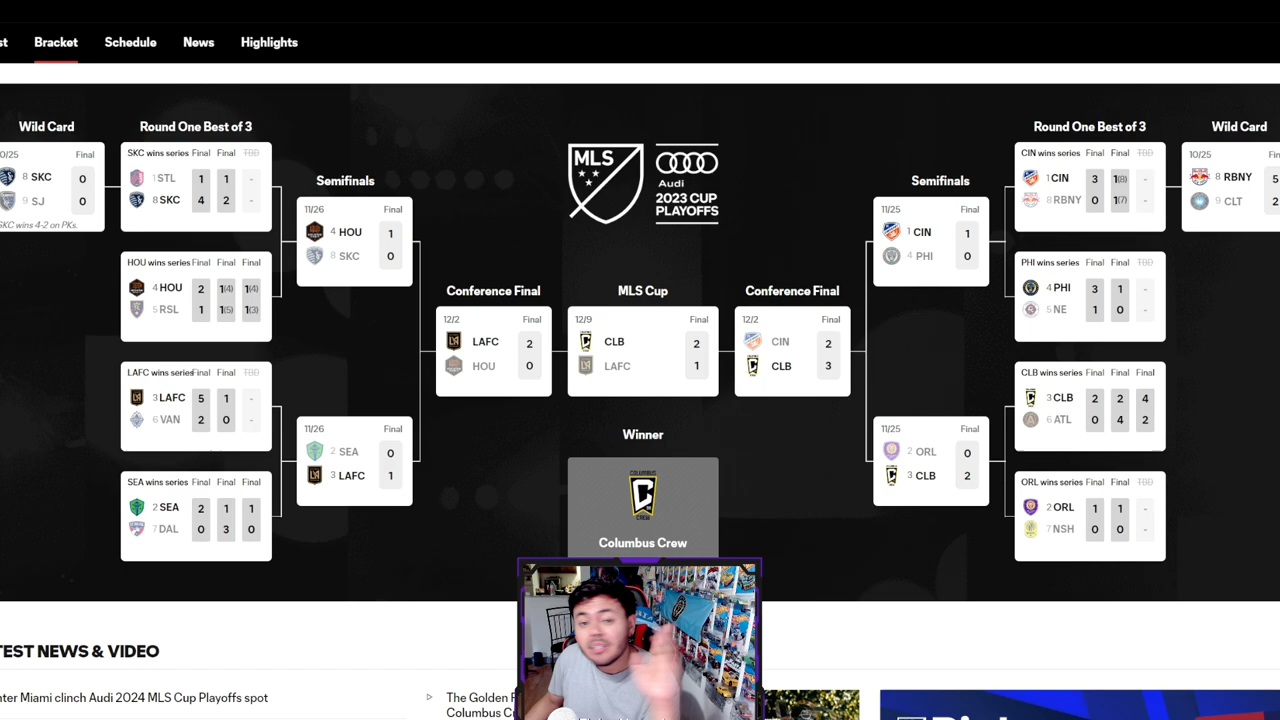 st Bracket Schedule News Highlights
Wild Card
0/25 Final
8 SKC 0
9 SJ 0
SKC wins 4-2 on PKs.
Round One Best of 3
SKC wins series Final Final TBD
1 STL 1 1 -
8 SKC 4 2 -
HOU wins series Final Final Final
4 HOU 2 1(4) 1(4)
5 RSL 1 1(5) 1(3)
LAFC wins series Final Final TBD
3 LAFC 5 1 -
6 VAN 2 0 -
SEA wins series Final Final Final
2 SEA 2 1 1
7 DAL 0 3 0
Semifinals
11/26 Final
4 HOU 1
8 SKC 0
11/26 Final
2 SEA 0
3 LAFC 1
Conference Final
12/2 Final
LAFC 2
HOU 0
MLS
Audi
2023 CUP
PLAYOFFS
MLS Cup
12/9 Final
CLB 2
LAFC 1
Winner
COLUMBUS
CREW
Columbus Crew
Conference Final
12/2 Final
CIN 2
CLB 3
Semifinals
11/25 Final
1 CIN 1
4 PHI 0
11/25 Final
2 ORL 0
3 CLB 2
Round One Best of 3
CIN wins series Final Final TBD
1 CIN 3 1(8) -
8 RBNY 0 1(7) -
PHI wins series Final Final TBD
4 PHI 3 1 -
5 NE 1 0 -
CLB wins series Final Final Final
3 CLB 2 2 4
6 ATL 0 4 2
ORL wins series Final Final TBD
2 ORL 1 1 -
7 NSH 0 0 -
Wild Card
10/25 Fin
8 RBNY 5
9 CLT 2
TEST NEWS & VIDEO
nter Miami clinch Audi 2024 MLS Cup Playoffs spot
The Golden
Columbus Crew